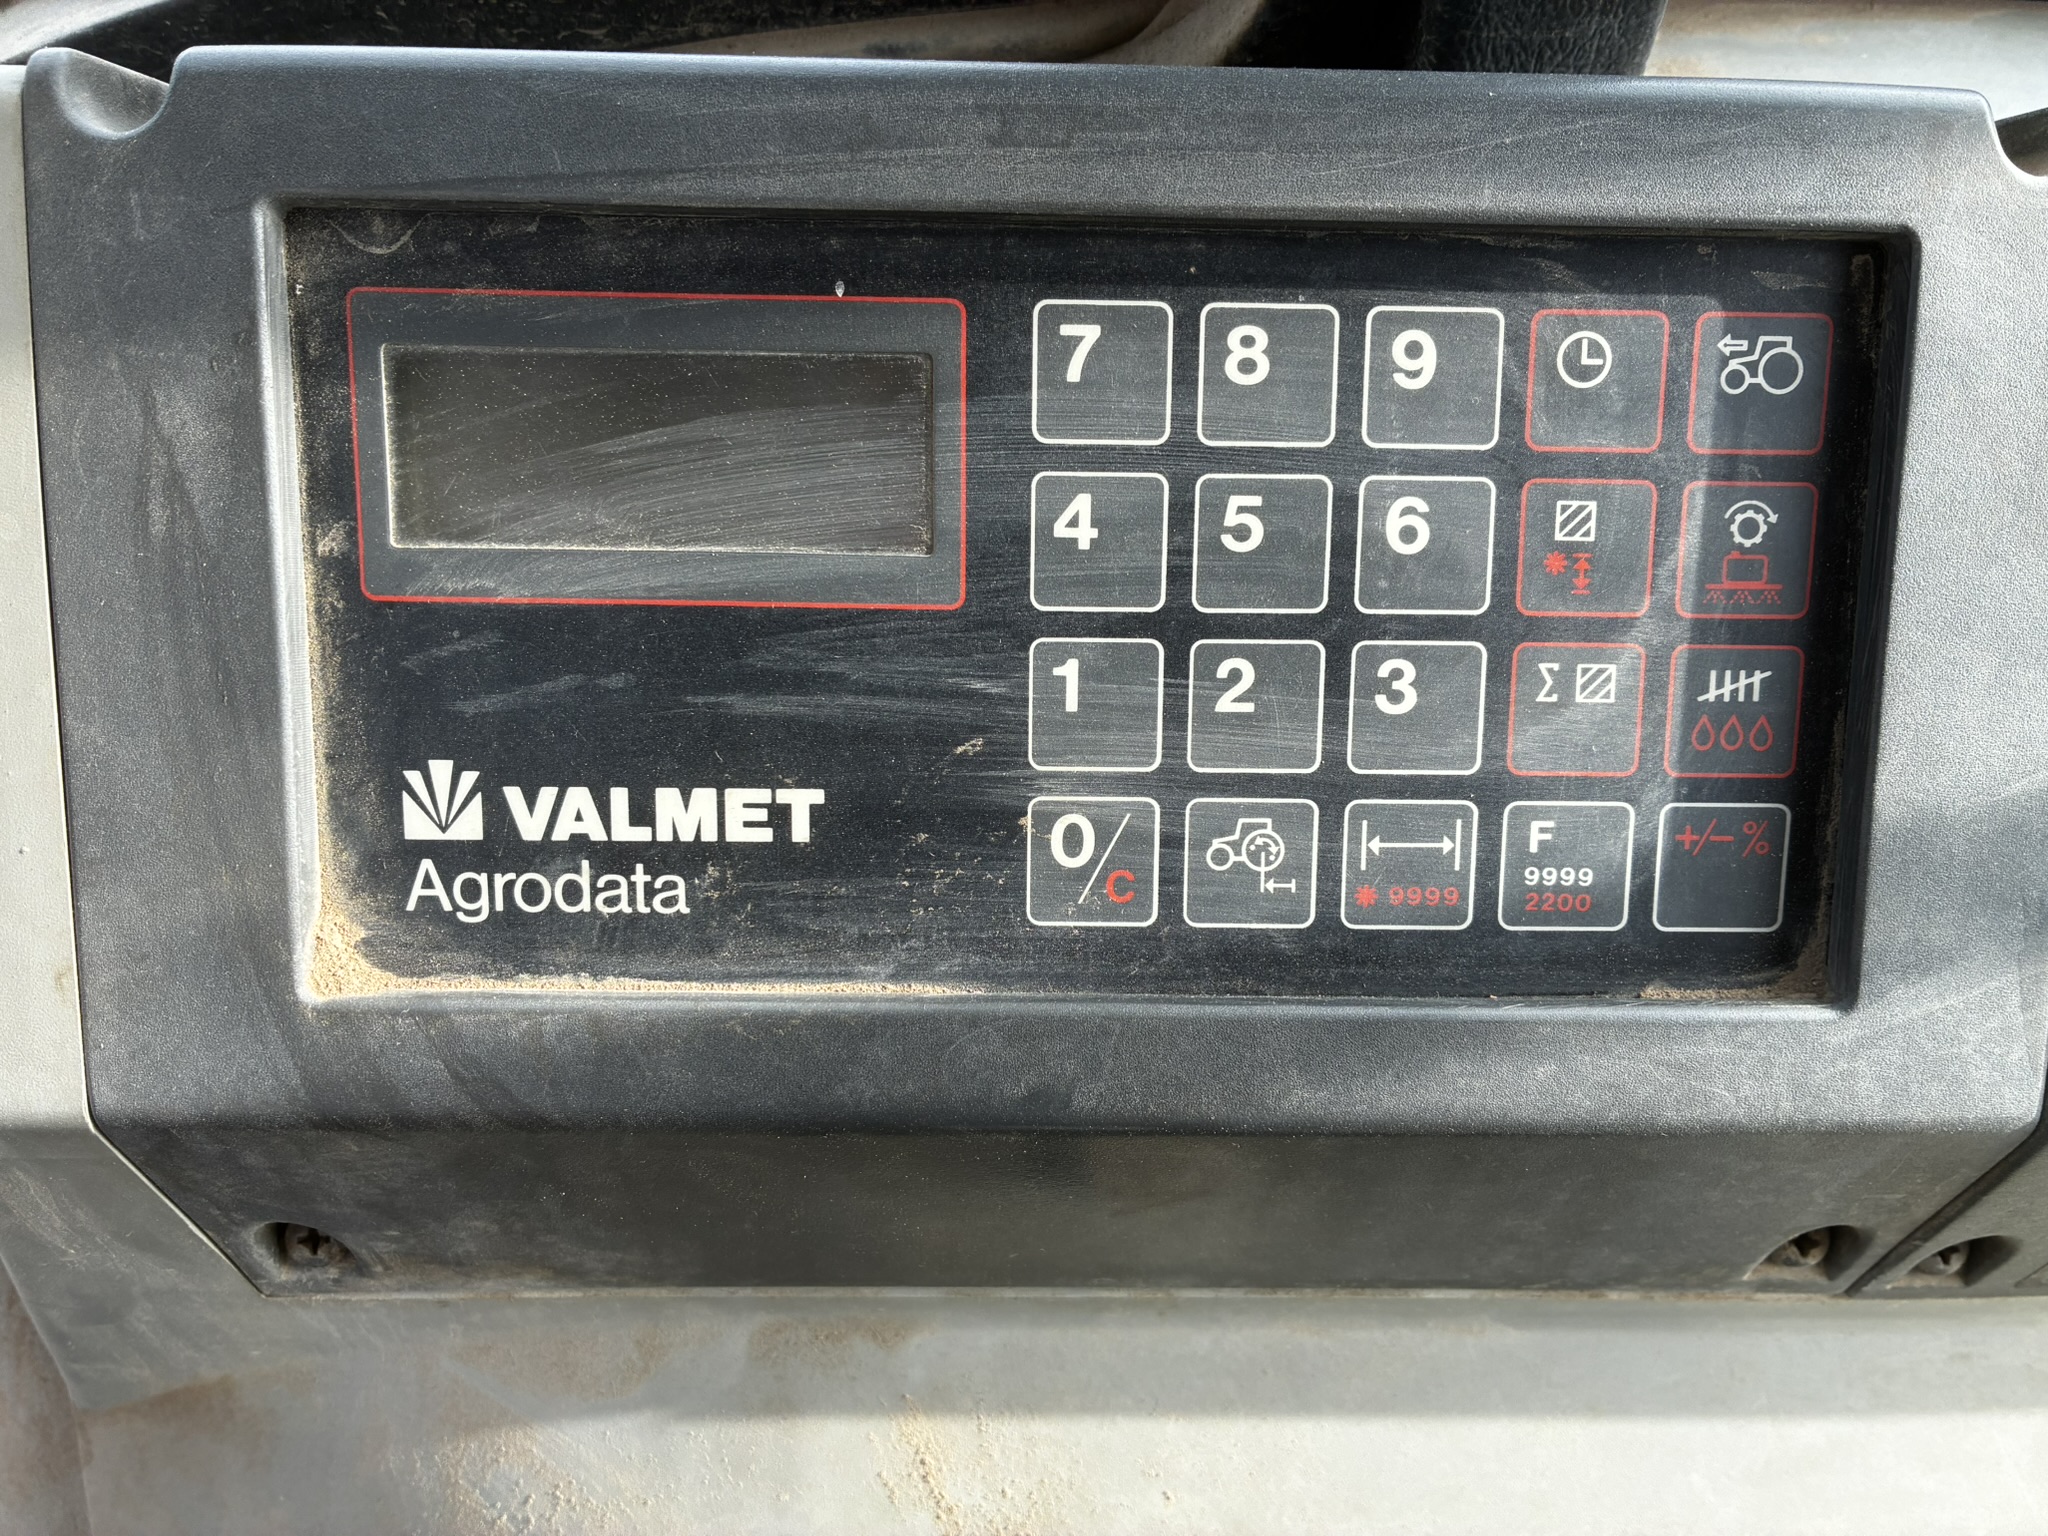 7 8 9
4 5 6
*
1 2 3 Σ
VALMET
Agrodata
0/C
* 9999
F
9999
2200
+/- %